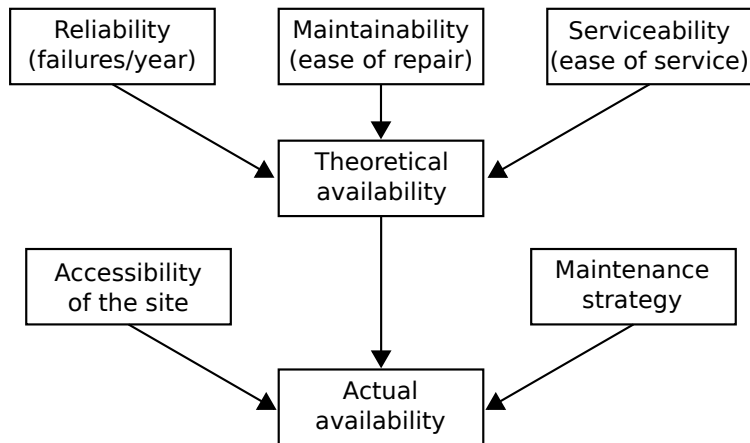 Reliability
(failures/year)
Maintainability
(ease of repair)
Serviceability
(ease of service)
Theoretical
availability
Accessibility
of the site
Maintenance
strategy
Actual
availability